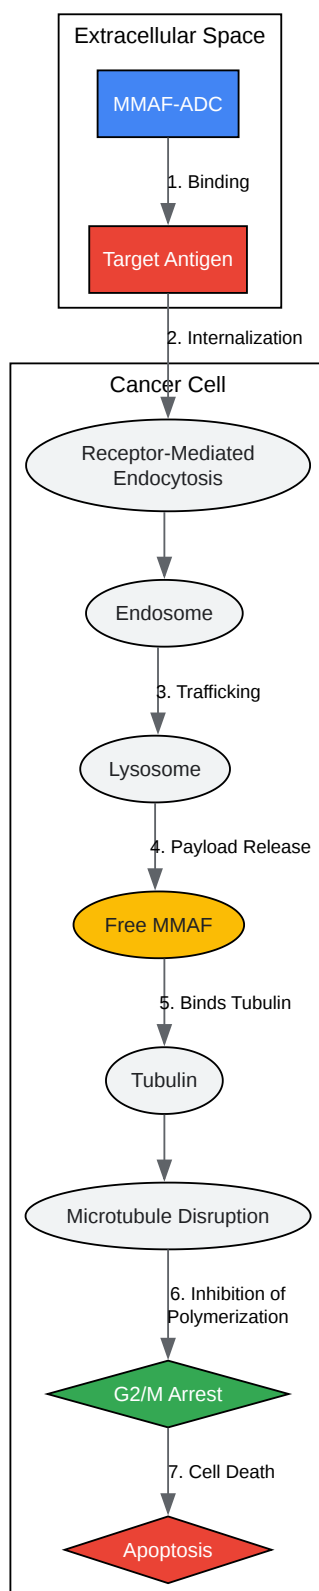 Extracellular Space
MMAF-ADC
1. Binding
Target Antigen
2. Internalization
Cancer Cell
Receptor-Mediated
Endocytosis
Endosome
3. Trafficking
Lysosome
4. Payload Release
Free MMAF
5. Binds Tubulin
Tubulin
Microtubule Disruption
6. Inhibition of
Polymerization
G2/M Arrest
7. Cell Death
Apoptosis